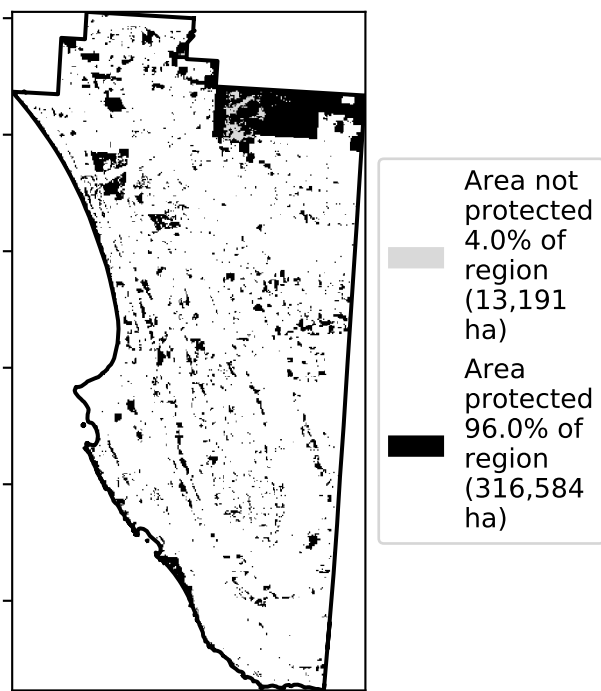 Area not
protected
4.0% of
region
(13,191
ha)
Area
protected
96.0% of
region
(316,584
ha)